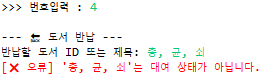 >>> 번호입력 : 4
--- 🔙 도서 반납 ---
반납할 도서 ID 또는 제목: 총, 균, 쇠
[❌ 오류] '총, 균, 쇠'는 대여 상태가 아닙니다.